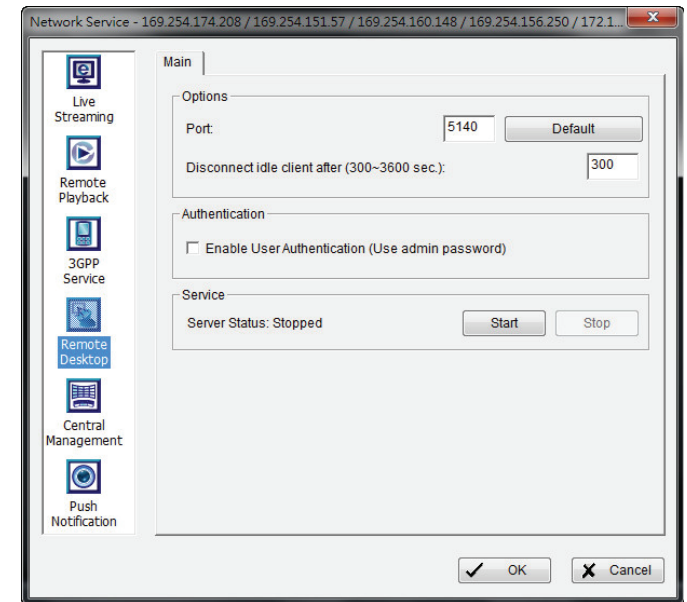 Network Service - 169.254.174.208 / 169.254.151.57 / 169.254.160.148 / 169.254.156.250 / 172.1...
Live
Streaming
Remote
Playback
3GPP
Service
Remote
Desktop
Central
Management
Push
Notification
Main
Options
Port: 5140 Default
Disconnect idle client after (300~3600 sec.): 300
Authentication
Enable User Authentication (Use admin password)
Service
Server Status: Stopped Start Stop
OK Cancel